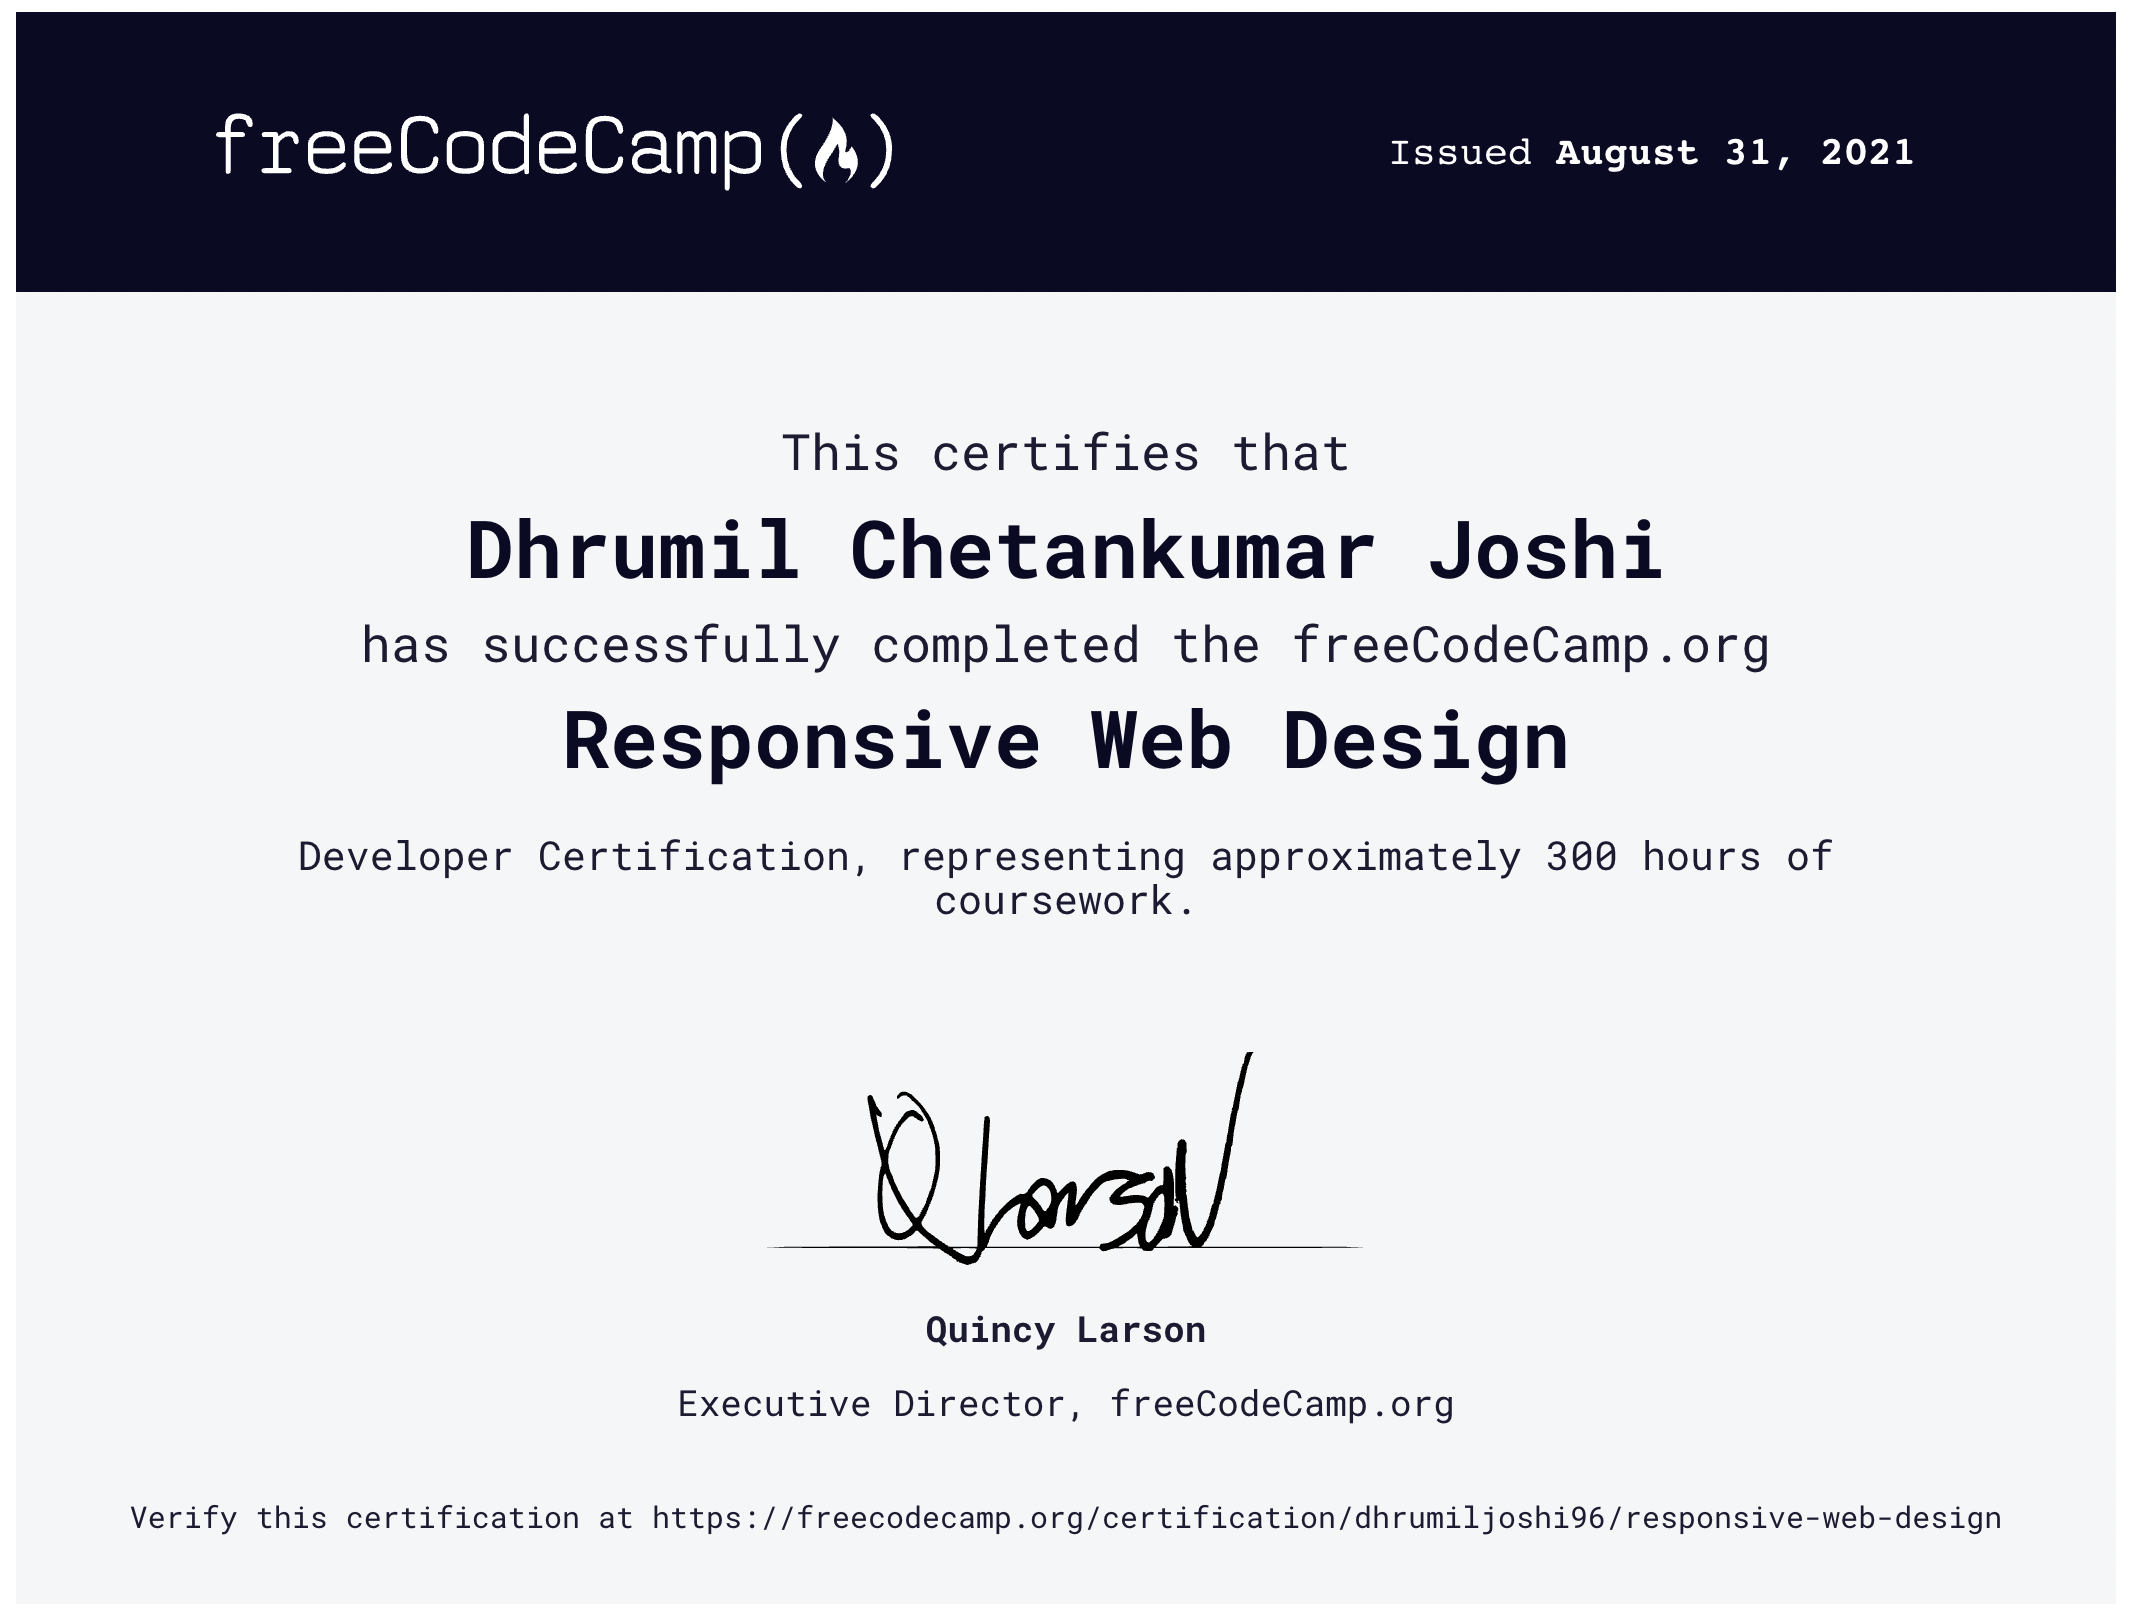 freeCodeCamp
Issued August 31, 2021
This certifies that
Dhrumil Chetankumar Joshi
has successfully completed the freeCodeCamp.org
Responsive Web Design
Developer Certification, representing approximately 300 hours of
coursework.
Q Larson
Quincy Larson
Executive Director, freeCodeCamp.org
Verify this certification at https://freecodecamp.org/certification/dhrumiljoshi96/responsive-web-design